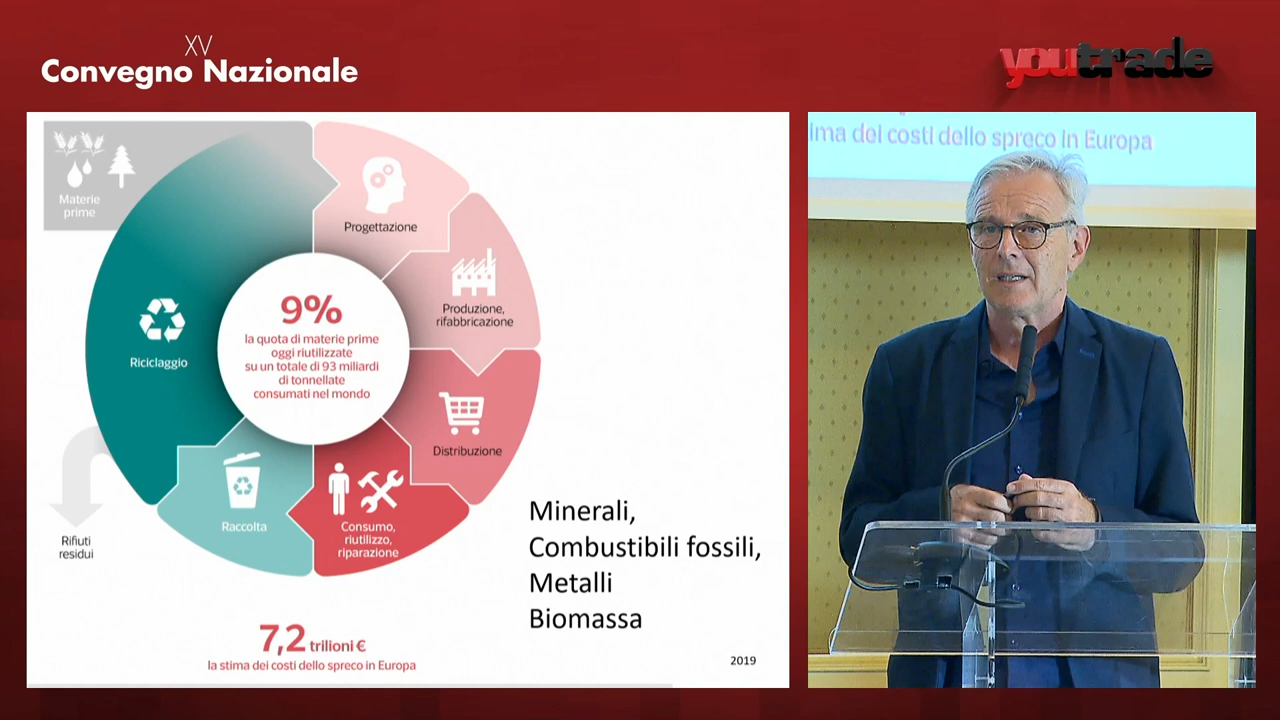 XV
Convegno Nazionale
youtrade
Materie
prime
Progettazione
Produzione,
rifabbricazione
Distribuzione
Consumo,
riutilizzo,
riparazione
Raccolta
Riciclaggio
Rifiuti
residui
9%
la quota di materie prime
oggi riutilizzate
su un totale di 93 miliardi
di tonnellate
consumati nel mondo
Minerali,
Combustibili fossili,
Metalli
Biomassa
7,2 trilioni €
la stima dei costi dello spreco in Europa
2019
ima dei costi dello spreco in Europa